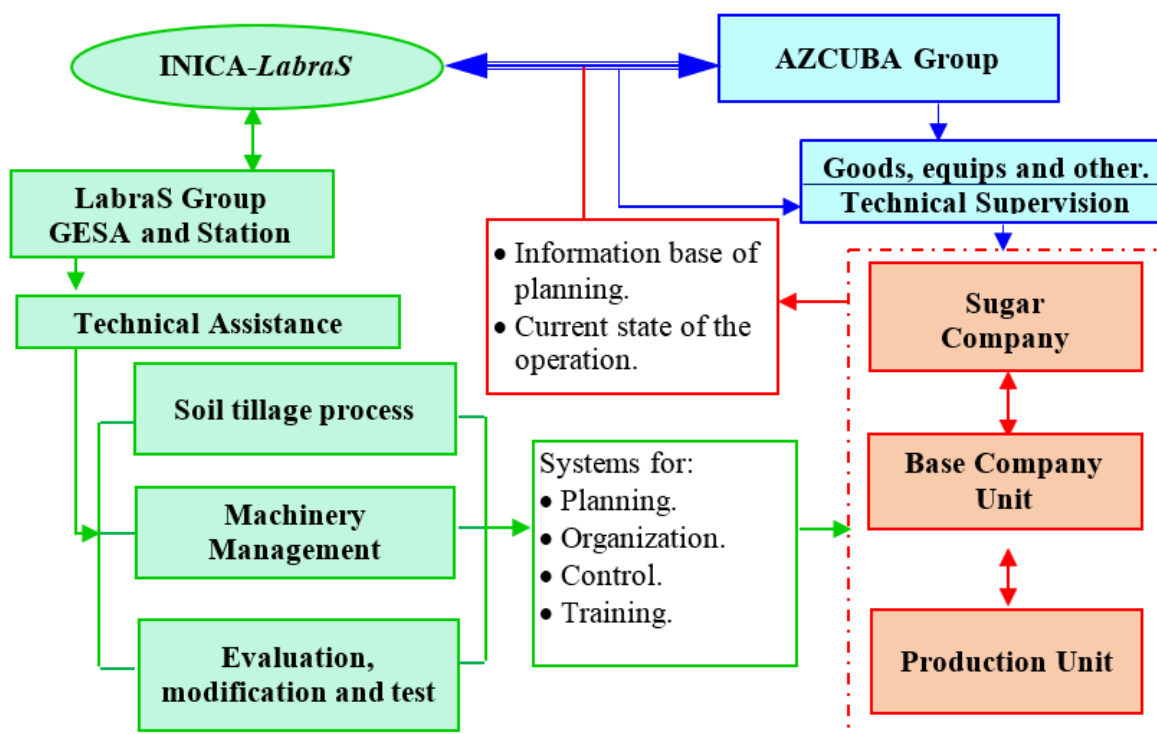 INICA-LabraS
AZCUBA Group
Goods, equips and other.
Technical Supervision
LabraS Group
GESA and Station
Technical Assistance
Soil tillage process
Machinery
Management
Evaluation,
modification and test
• Information base of
planning.
• Current state of the
operation.
Systems for:
• Planning.
• Organization.
• Control.
• Training.
Sugar
Company
Base Company
Unit
Production Unit